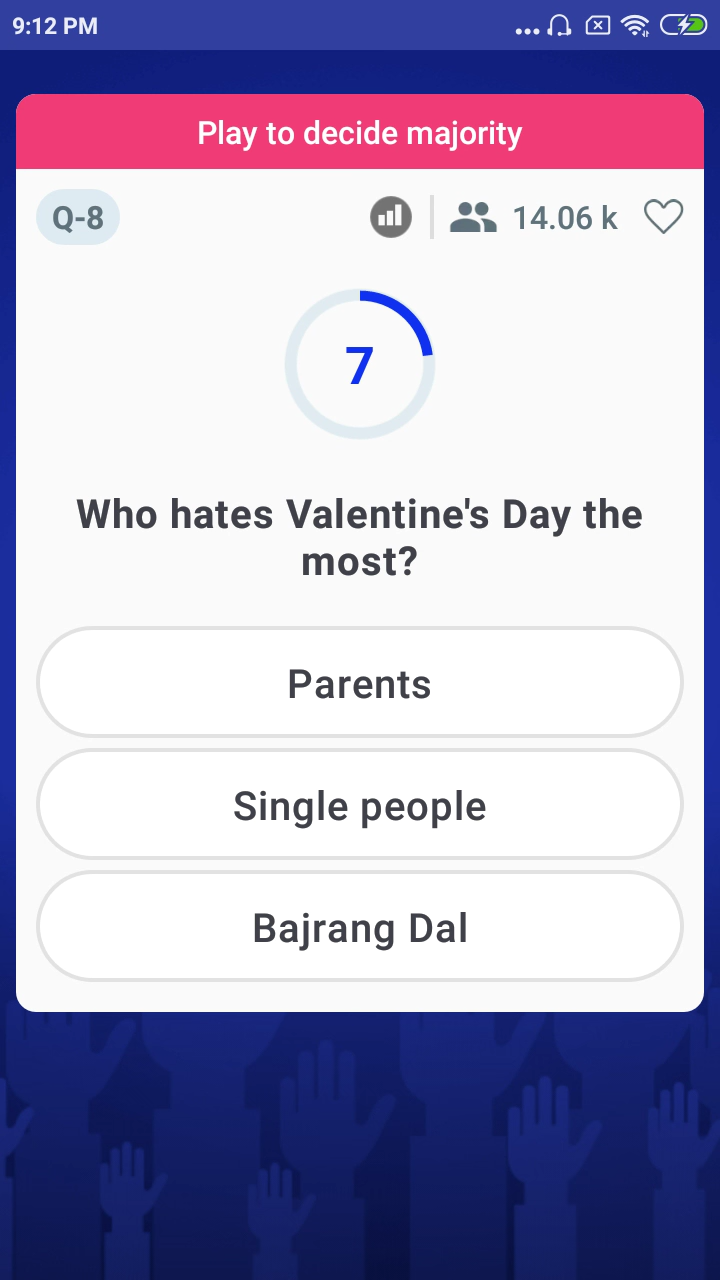 9:12 PM
Play to decide majority
Q-8
14.06 k
7
Who hates Valentine's Day the
most?
Parents
Single people
Bajrang Dal